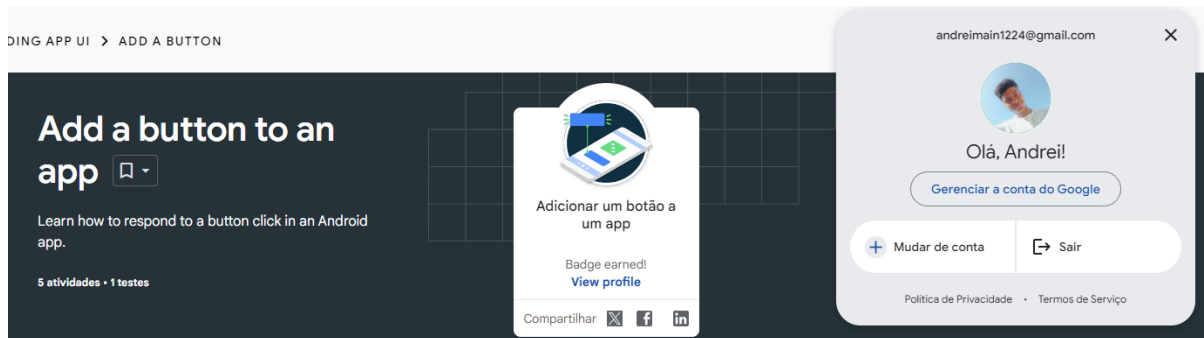 DING APP UI > ADD A BUTTON
Add a button to an
app
Learn how to respond to a button click in an Android
app.
5 atividades • 1 testes
Adicionar um botão a
um app
Badge earned!
View profile
Compartilhar
andreimain1224@gmail.com
Olá, Andrei!
Gerenciar a conta do Google
Mudar de conta
Sair
Política de Privacidade • Termos de Serviço